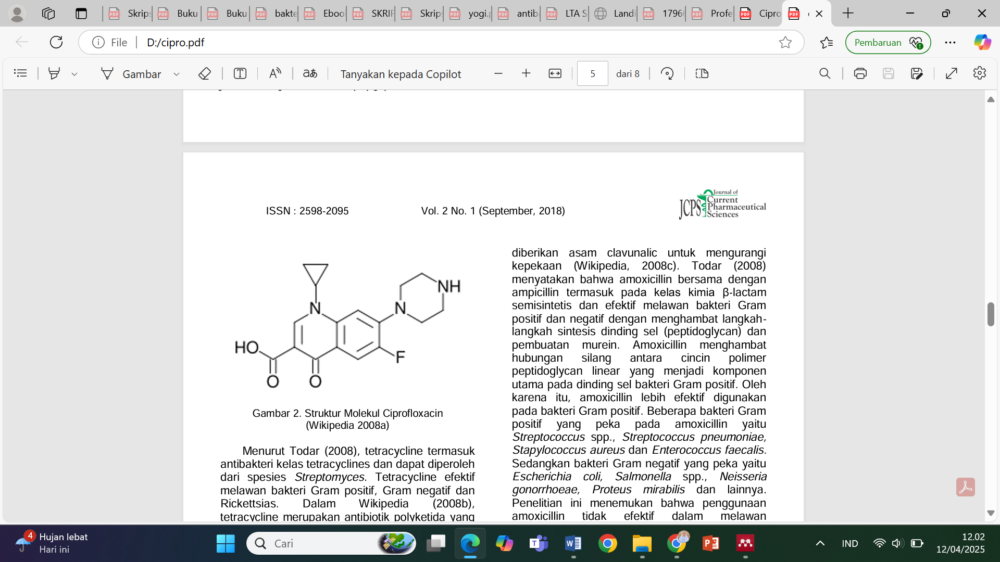 Skrips
Buku
Buku
bakte
Eboo
SKRIF
Skrips
yogi.p
antib
LTA S
Landi
1796
Profe
Cipro
File
D:/cipro.pdf
Pembaruan
Gambar
Tanyakan kepada Copilot
5
dari 8
ISSN : 2598-2095
Vol. 2 No. 1 (September, 2018)
JCPS
Journal of
Current
Pharmaceutical
Sciences
NH
N
N
HO
F
O
O
Gambar 2. Struktur Molekul Ciprofloxacin
(Wikipedia 2008a)
Menurut Todar (2008), tetracycline termasuk
antibakteri kelas tetracyclines dan dapat diperoleh
dari spesies Streptomyces. Tetracycline efektif
melawan bakteri Gram positif, Gram negatif dan
Rickettsias. Dalam Wikipedia (2008b),
tetracycline merupakan antibiotik polyketida yang
diberikan asam clavunalic untuk mengurangi
kepekaan (Wikipedia, 2008c). Todar (2008)
menyatakan bahwa amoxicillin bersama dengan
ampicillin termasuk pada kelas kimia β-lactam
semisintetis dan efektif melawan bakteri Gram
positif dan negatif dengan menghambat langkah-
langkah sintesis dinding sel (peptidoglycan) dan
pembuatan murein. Amoxicillin menghambat
hubungan silang antara cincin polimer
peptidoglycan linear yang menjadi komponen
utama pada dinding sel bakteri Gram positif. Oleh
karena itu, amoxicillin lebih efektif digunakan
pada bakteri Gram positif. Beberapa bakteri Gram
positif yang peka pada amoxicillin yaitu
Streptococcus spp., Streptococcus pneumoniae,
Stapylococcus aureus dan Enterococcus faecalis.
Sedangkan bakteri Gram negatif yang peka yaitu
Escherichia coli, Salmonella spp., Neisseria
gonorrhoeae, Proteus mirabilis dan lainnya.
Penelitian ini menemukan bahwa penggunaan
amoxicillin tidak efektif dalam melawan
4
Hujan lebat
Hari ini
Cari
IND
12.02
12/04/2025